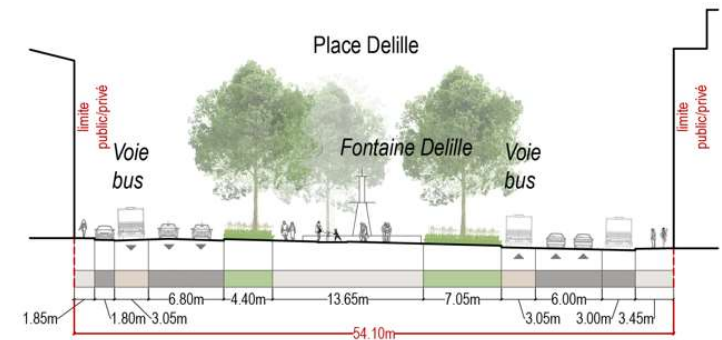 Place Delille
limite
public/privé
Voie
bus
Fontaine Delille
Voie
bus
limite
public/privé
6.80m
4.40m
13.65m
7.05m
6.00m
1.85m
1.80m
3.05m
3.05m
3.00m
3.45m
54.10m